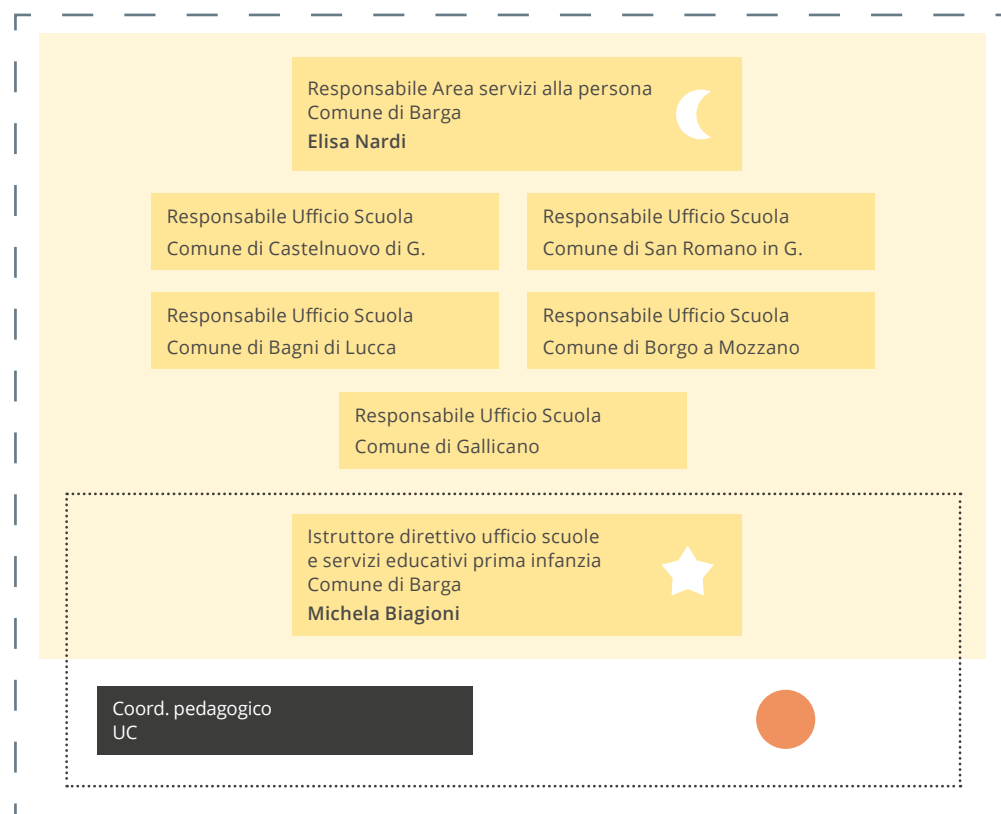 Responsabile Area servizi alla persona
Comune di Barga
Elisa Nardi
Responsabile Ufficio Scuola
Comune di Castelnuovo di G.
Responsabile Ufficio Scuola
Comune di San Romano in G.
Responsabile Ufficio Scuola
Comune di Bagni di Lucca
Responsabile Ufficio Scuola
Comune di Borgo a Mozzano
Responsabile Ufficio Scuola
Comune di Gallicano
Istruttore direttivo ufficio scuole
e servizi educativi prima infanzia
Comune di Barga
Michela Biagioni
Coord. pedagogico
UC